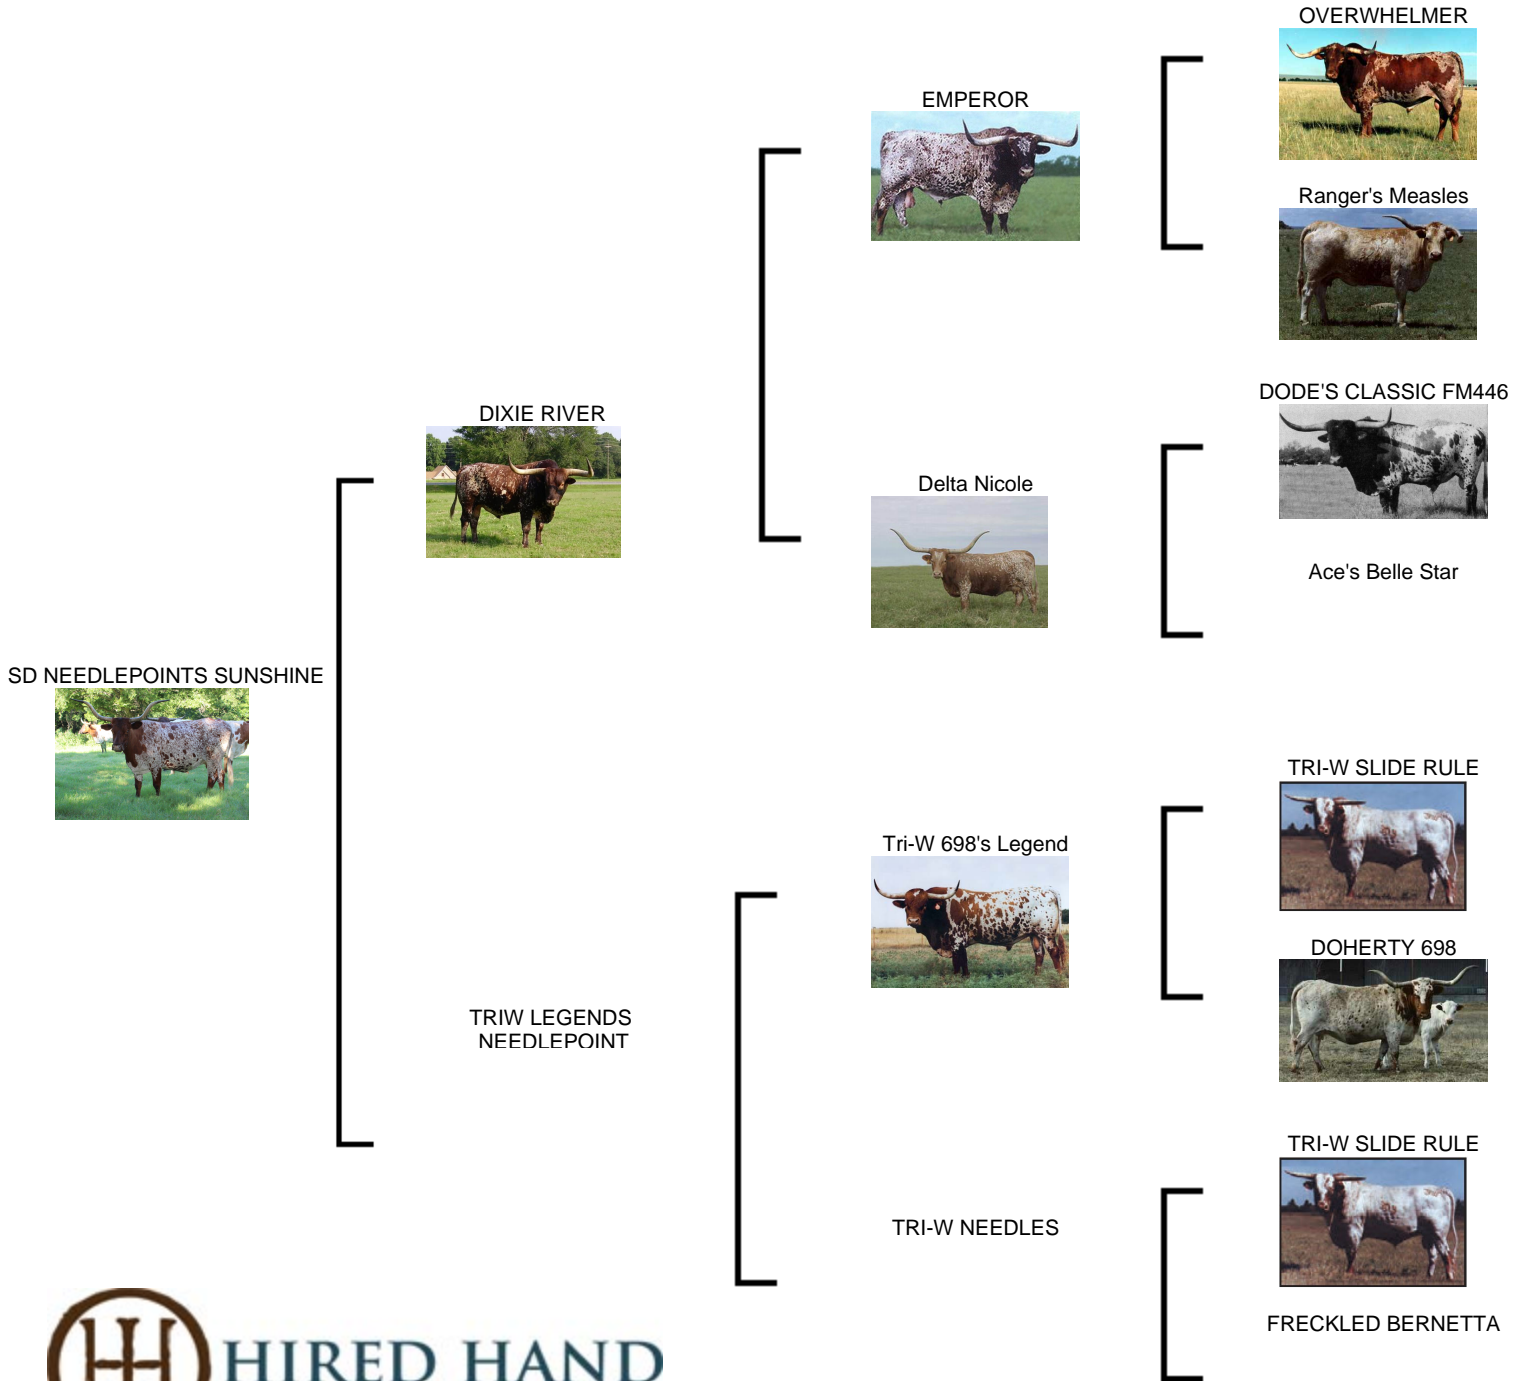 OVERWHELMER
EMPEROR
Ranger's Measles
DIXIE RIVER
DODE'S CLASSIC FM446
Delta Nicole
Ace's Belle Star
SD NEEDLEPOINTS SUNSHINE
TRI-W SLIDE RULE
Tri-W 698's Legend
DOHERTY 698
TRIW LEGENDS
NEEDLEPOINT
TRI-W SLIDE RULE
TRI-W NEEDLES
FRECKLED BERNETTA
HIRED HAND